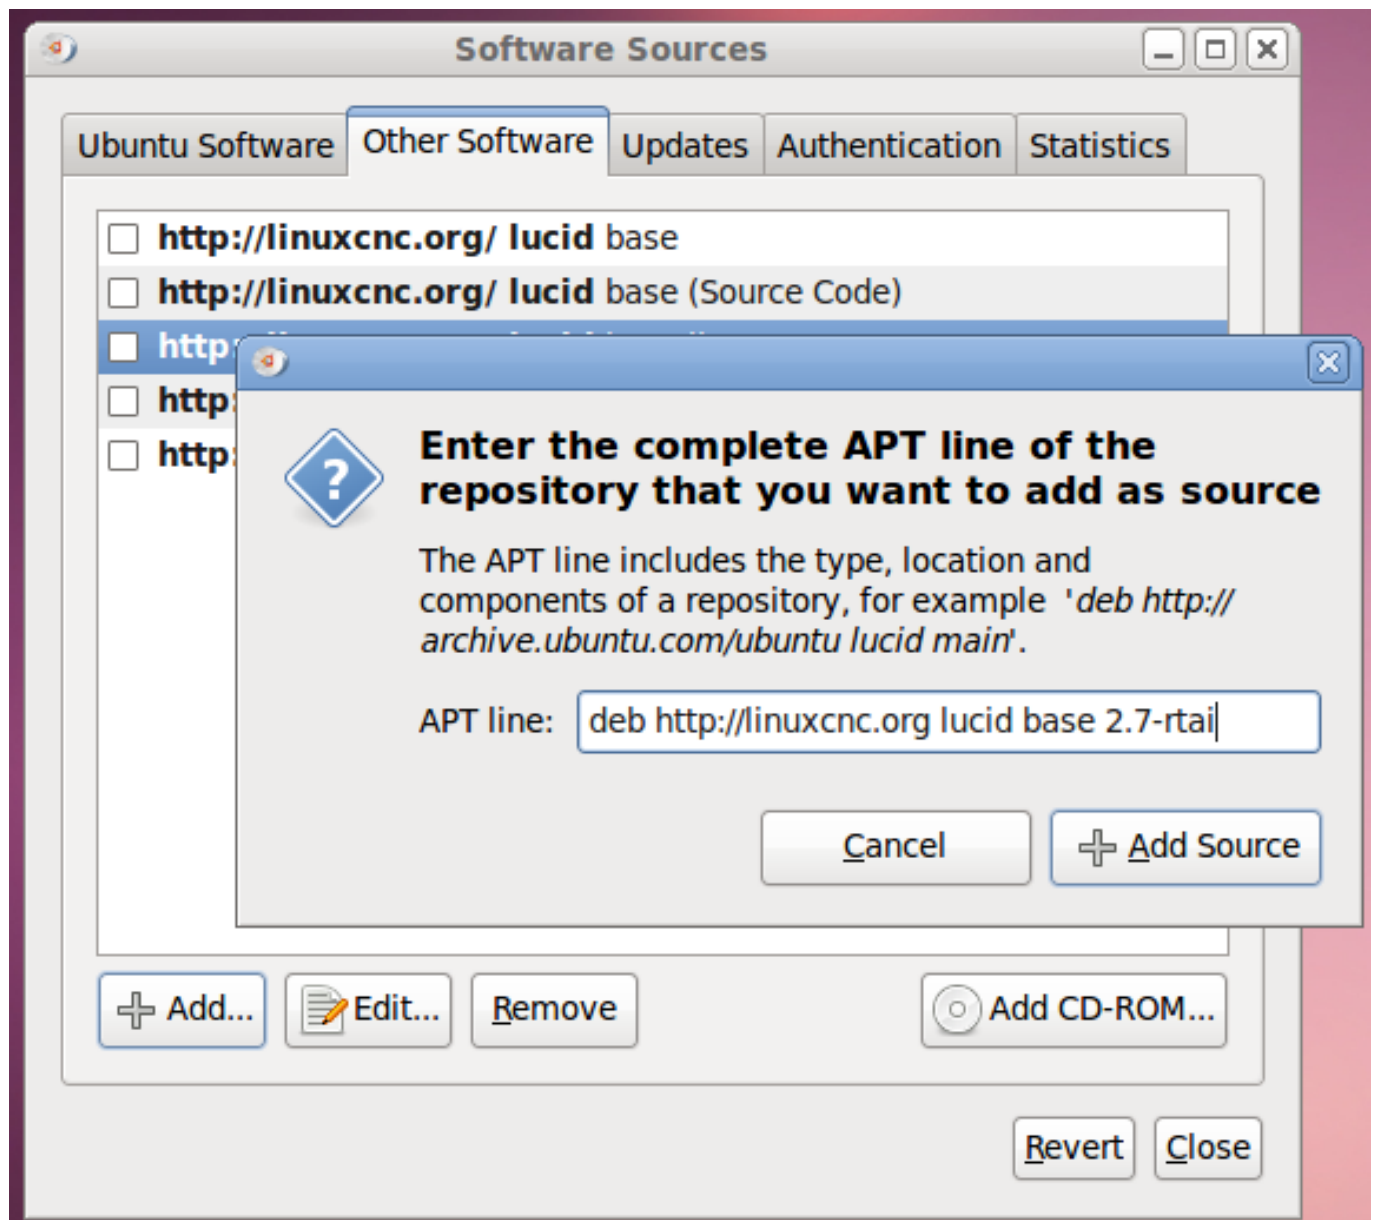 Software Sources
Ubuntu Software Other Software Updates Authentication Statistics
http://linuxcnc.org/ lucid base
http://linuxcnc.org/ lucid base (Source Code)
http:
http:
http:
Enter the complete APT line of the
repository that you want to add as source
The APT line includes the type, location and
components of a repository, for example 'deb http://
archive.ubuntu.com/ubuntu lucid main'.
APT line: deb http://linuxcnc.org lucid base 2.7-rtai
Cancel Add Source
Add... Edit... Remove Add CD-ROM...
Revert Close